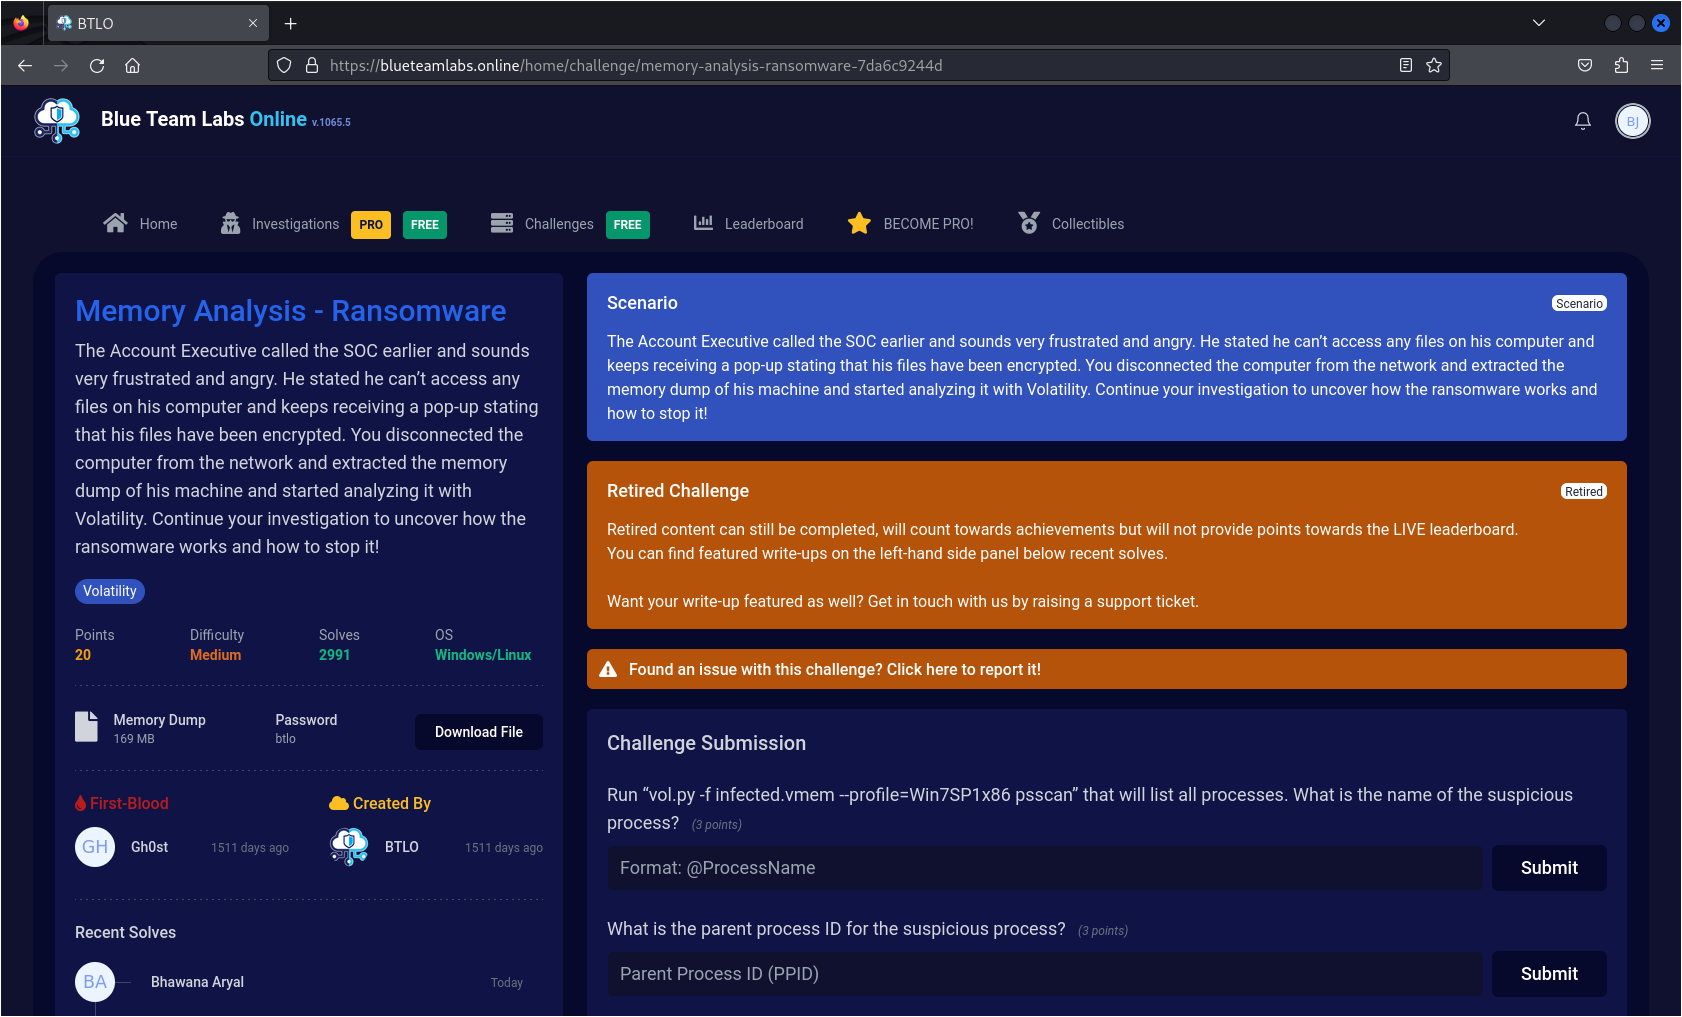 BTLO
https://blueteamlabs.online/home/challenge/memory-analysis-ransomware-7da6c9244d
Blue Team Labs Online v.1065.5
BJ
Home
Investigations PRO FREE
Challenges FREE
Leaderboard
BECOME PRO!
Collectibles
Memory Analysis - Ransomware
The Account Executive called the SOC earlier and sounds
very frustrated and angry. He stated he can’t access any
files on his computer and keeps receiving a pop-up stating
that his files have been encrypted. You disconnected the
computer from the network and extracted the memory
dump of his machine and started analyzing it with
Volatility. Continue your investigation to uncover how the
ransomware works and how to stop it!
Volatility
Points Difficulty Solves OS
20 Medium 2991 Windows/Linux
Memory Dump Password
169 MB btlo
Download File
First-Blood Created By
GH Gh0st 1511 days ago BTLO 1511 days ago
Recent Solves
BA Bhawana Aryal Today
Scenario Scenario
The Account Executive called the SOC earlier and sounds very frustrated and angry. He stated he can’t access any files on his computer and
keeps receiving a pop-up stating that his files have been encrypted. You disconnected the computer from the network and extracted the
memory dump of his machine and started analyzing it with Volatility. Continue your investigation to uncover how the ransomware works and
how to stop it!
Retired Challenge Retired
Retired content can still be completed, will count towards achievements but will not provide points towards the LIVE leaderboard.
You can find featured write-ups on the left-hand side panel below recent solves.
Want your write-up featured as well? Get in touch with us by raising a support ticket.
Found an issue with this challenge? Click here to report it!
Challenge Submission
Run “vol.py -f infected.vmem --profile=Win7SP1x86 psscan” that will list all processes. What is the name of the suspicious
process? (3 points)
Format: @ProcessName Submit
What is the parent process ID for the suspicious process? (3 points)
Parent Process ID (PPID) Submit